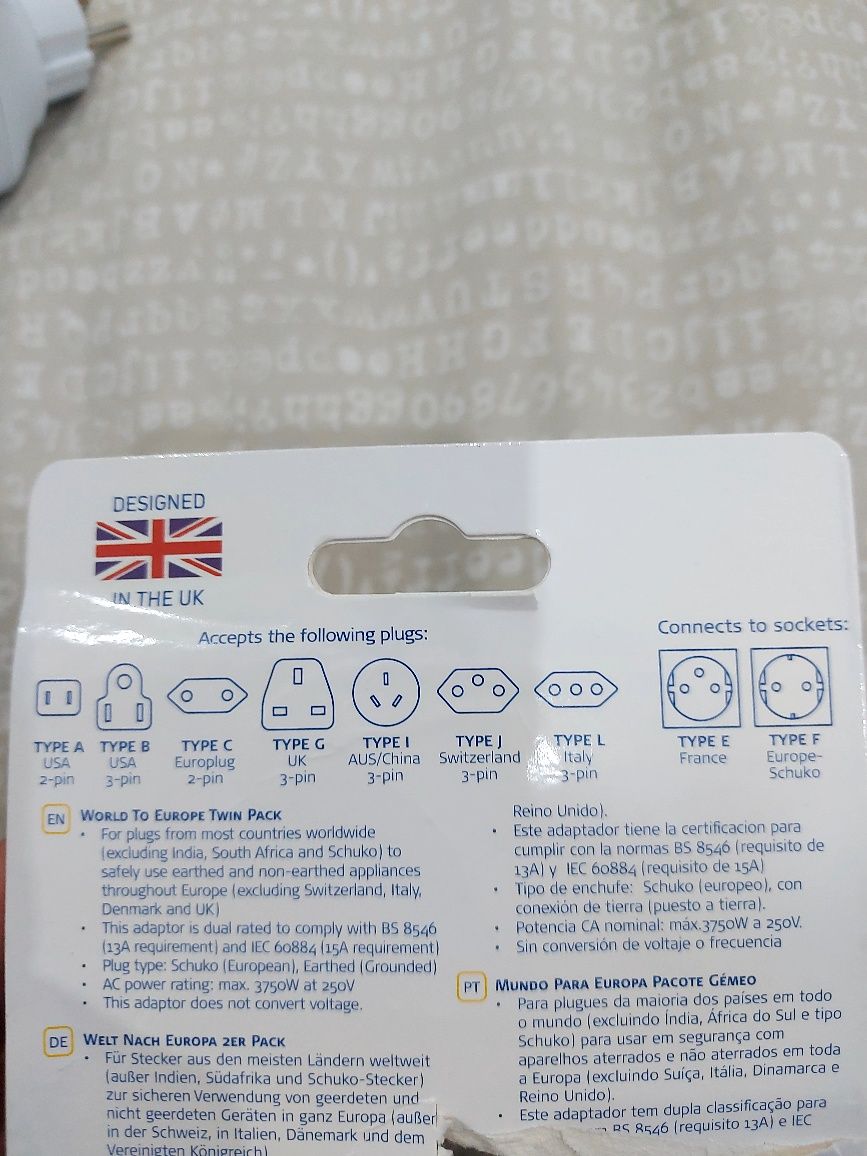 DESIGNED
IN THE UK
Accepts the following plugs:
Connects to sockets:
TYPE A
USA
2-pin
TYPE B
USA
3-pin
TYPE C
Europlug
2-pin
TYPE G
UK
3-pin
TYPE I
AUS/China
3-pin
TYPE J
Switzerland
3-pin
TYPE L
Italy
3-pin
TYPE E
France
TYPE F
Europe-
Schuko
EN WORLD TO EUROPE TWIN PACK
• For plugs from most countries worldwide
(excluding India, South Africa and Schuko) to
safely use earthed and non-earthed appliances
throughout Europe (excluding Switzerland, Italy,
Denmark and UK)
• This adaptor is dual rated to comply with BS 8546
(13A requirement) and IEC 60884 (15A requirement)
• Plug type: Schuko (European), Earthed (Grounded)
• AC power rating: max. 3750W at 250V
• This adaptor does not convert voltage.
DE WELT NACH EUROPA 2ER PACK
• Für Stecker aus den meisten Ländern weltweit
(außer Indien, Südafrika und Schuko-Stecker)
zur sicheren Verwendung von geerdeten und
nicht geerdeten Geräten in ganz Europa (außer
in der Schweiz, in Italien, Dänemark und dem
Vereinigten Königreich)
Reino Unido).
• Este adaptador tiene la certificacion para
cumplir con la normas BS 8546 (requisito de
13A) y IEC 60884 (requisito de 15A)
• Tipo de enchufe: Schuko (europeo), con
conexión de tierra (puesto a tierra).
• Potencia CA nominal: máx.3750W a 250V.
• Sin conversión de voltaje o frecuencia
PT MUNDO PARA EUROPA PACOTE GÉMEO
• Para plugues da maioria dos países em todo
o mundo (excluindo Índia, África do Sul e tipo
Schuko) para usar em segurança com
aparelhos aterrados e não aterrados em toda
a Europa (excluindo Suíça, Itália, Dinamarca e
Reino Unido).
• Este adaptador tem dupla classificação para
BS 8546 (requisito 13A) e IEC